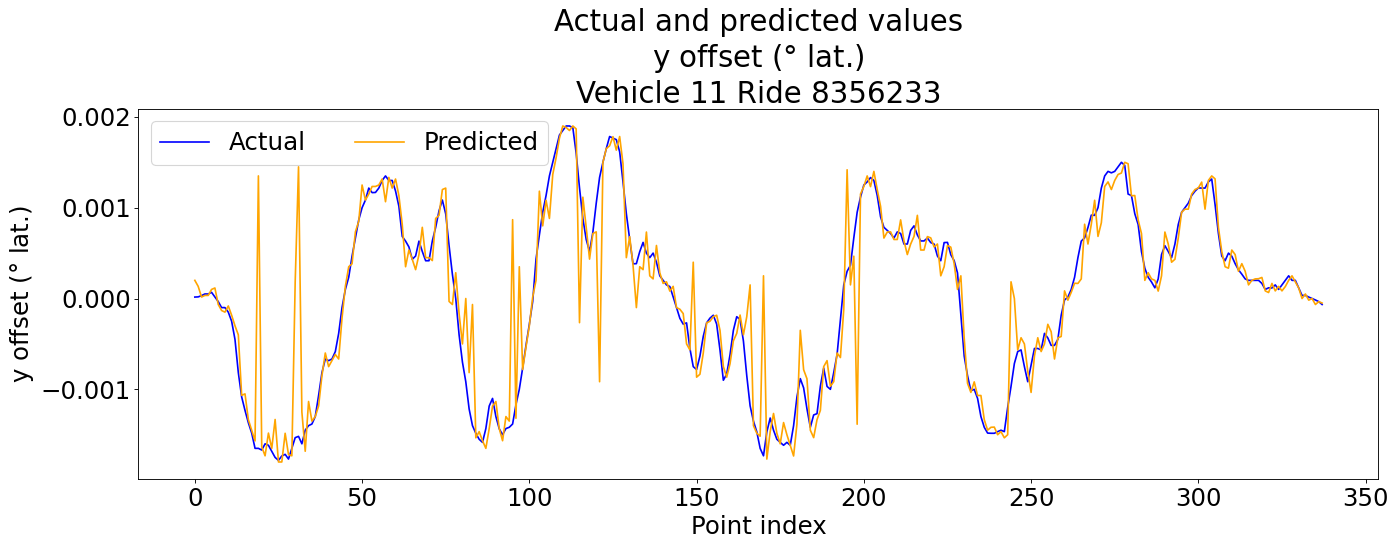 Actual and predicted values
y offset (° lat.)
Vehicle 11 Ride 8356233
Actual
Predicted
y offset (° lat.)
0.002
0.001
0.000
−0.001
0
50
100
150
200
250
300
350
Point index